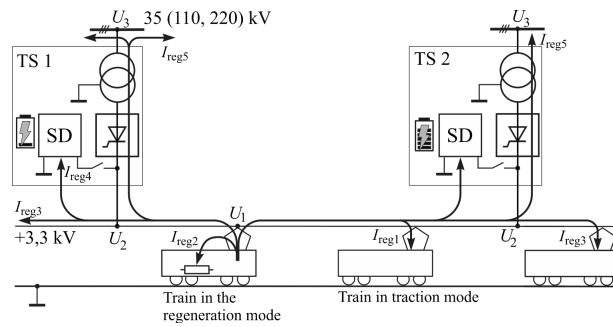 U3 35 (110, 220) kV U3
Ireg5 Ireg5
TS 1 TS 2
SD SD
Ireg4
Ireg3 U1
+3,3 kV U2 Ireg2 Ireg1 U2 Ireg3
Train in the Train in traction mode
regeneration mode